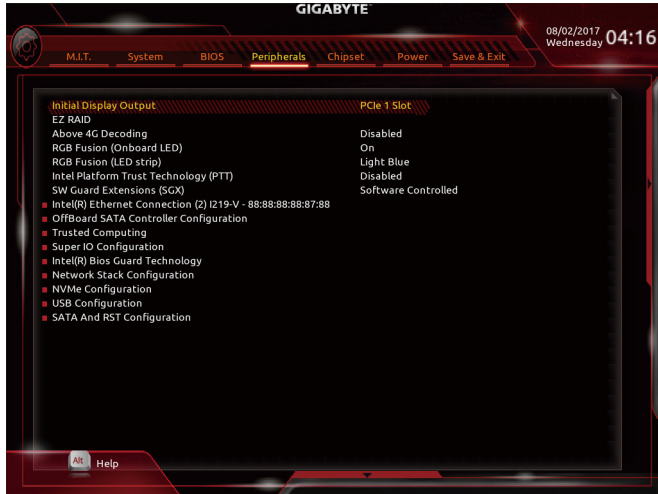 GIGABYTE™
08/02/2017 Wednesday 04:16
M.I.T. System BIOS Peripherals Chipset Power Save & Exit
Initial Display Output PCIe 1 Slot
EZ RAID
Above 4G Decoding Disabled
RGB Fusion (Onboard LED) On
RGB Fusion (LED strip) Light Blue
Intel Platform Trust Technology (PTT) Disabled
SW Guard Extensions (SGX) Software Controlled
Intel(R) Ethernet Connection (2) I219-V - 88:88:88:88:87:88
OffBoard SATA Controller Configuration
Trusted Computing
Super IO Configuration
Intel(R) Bios Guard Technology
Network Stack Configuration
NVMe Configuration
USB Configuration
SATA And RST Configuration
Alt Help